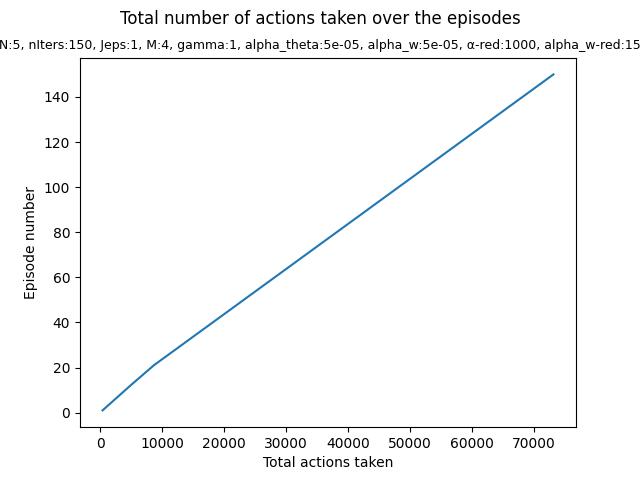 Total number of actions taken over the episodes
N:5, nIters:150, Jeps:1, M:4, gamma:1, alpha_theta:5e-05, alpha_w:5e-05, α-red:1000, alpha_w-red:15
140
120
100
80
60
40
20
0
Episode number
0 10000 20000 30000 40000 50000 60000 70000
Total actions taken